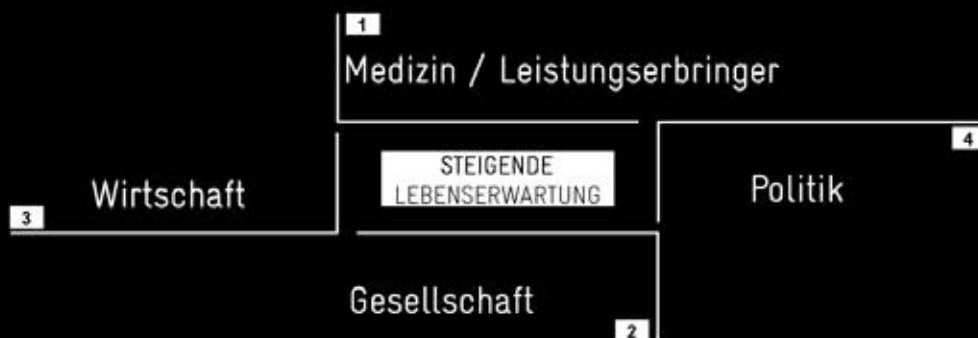 1
Medizin / Leistungserbringer
4
STEIGENDE
LEBENSERWARTUNG
Wirtschaft
Politik
3
Gesellschaft
2